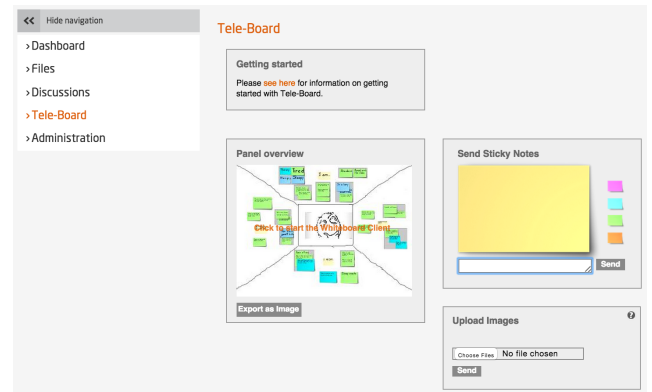 Hide navigation
›Dashboard
›Files
›Discussions
›Tele-Board
›Administration
Tele-Board
Getting started
Please see here for information on getting
started with Tele-Board.
Panel overview
Tired
I am
Click to start the Whiteboard Client
Export as Image
Send Sticky Notes
Send
Upload Images
?
Choose Files No file chosen
Send